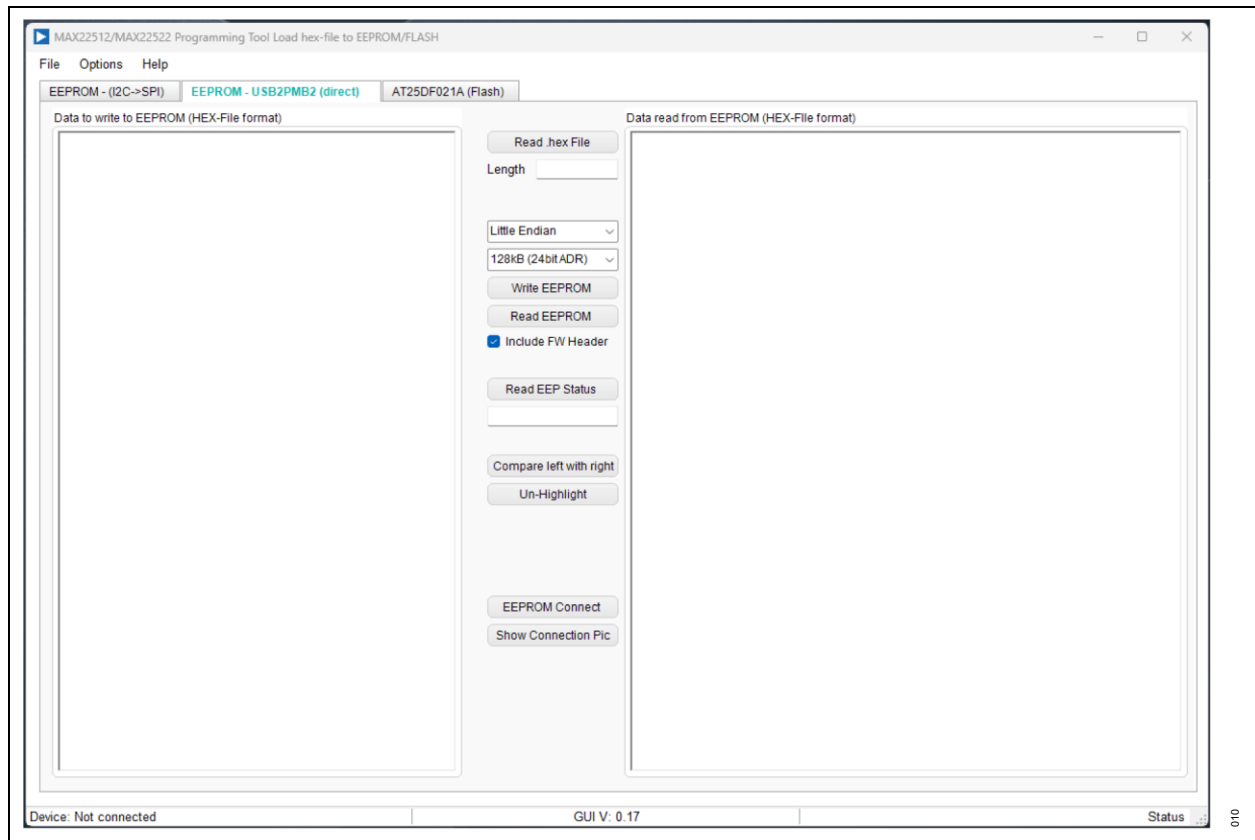 MAX22512/MAX22522 Programming Tool Load hex-file to EEPROM/FLASH
File Options Help
EEPROM - (I2C->SPI) EEPROM - USB2PMB2 (direct) AT25DF021A (Flash)
Data to write to EEPROM (HEX-File format)
Data read from EEPROM (HEX-FIle format)
Read .hex File
Length
Little Endian
128kB (24bit ADR)
Write EEPROM
Read EEPROM
Include FW Header
Read EEP Status
Compare left with right
Un-Highlight
EEPROM Connect
Show Connection Pic
Device: Not connected GUI V: 0.17 Status
010